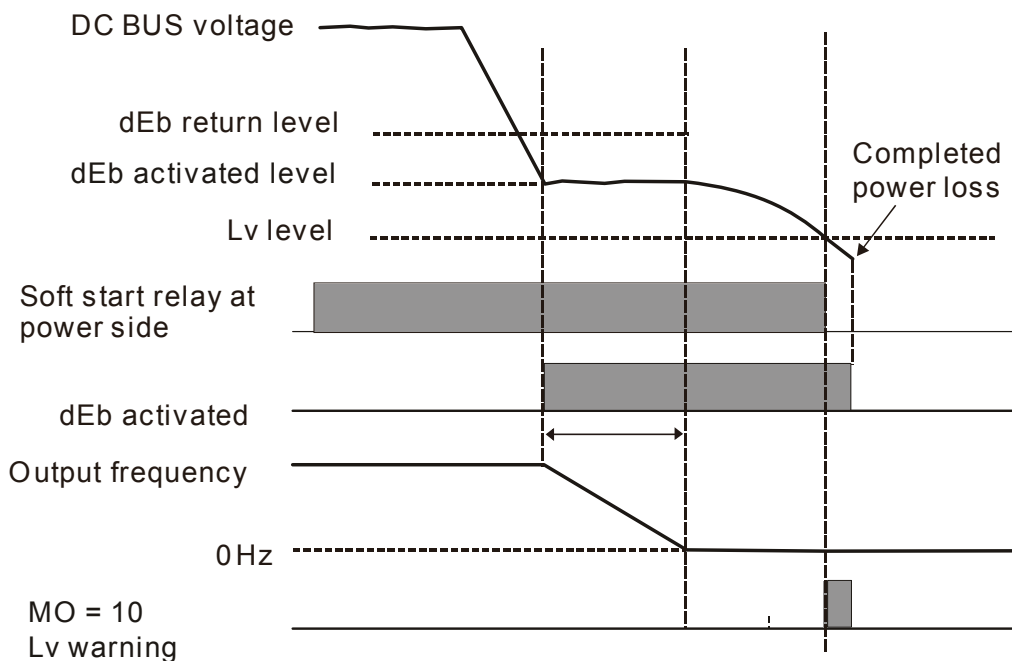 DC BUS voltage
dEb return level
dEb activated level
Completed
power loss
Lv level
Soft start relay at
power side
dEb activated
Output frequency
0Hz
MO = 10
Lv warning